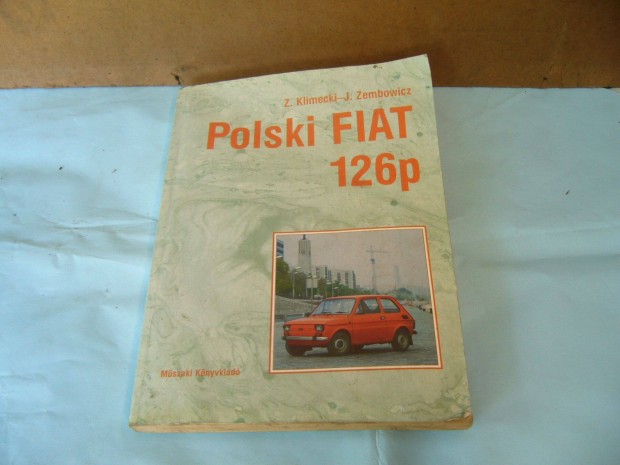 Z. Klimecki–J. Zembowicz
Polski FIAT
126p
Műszaki Könyvkiadó